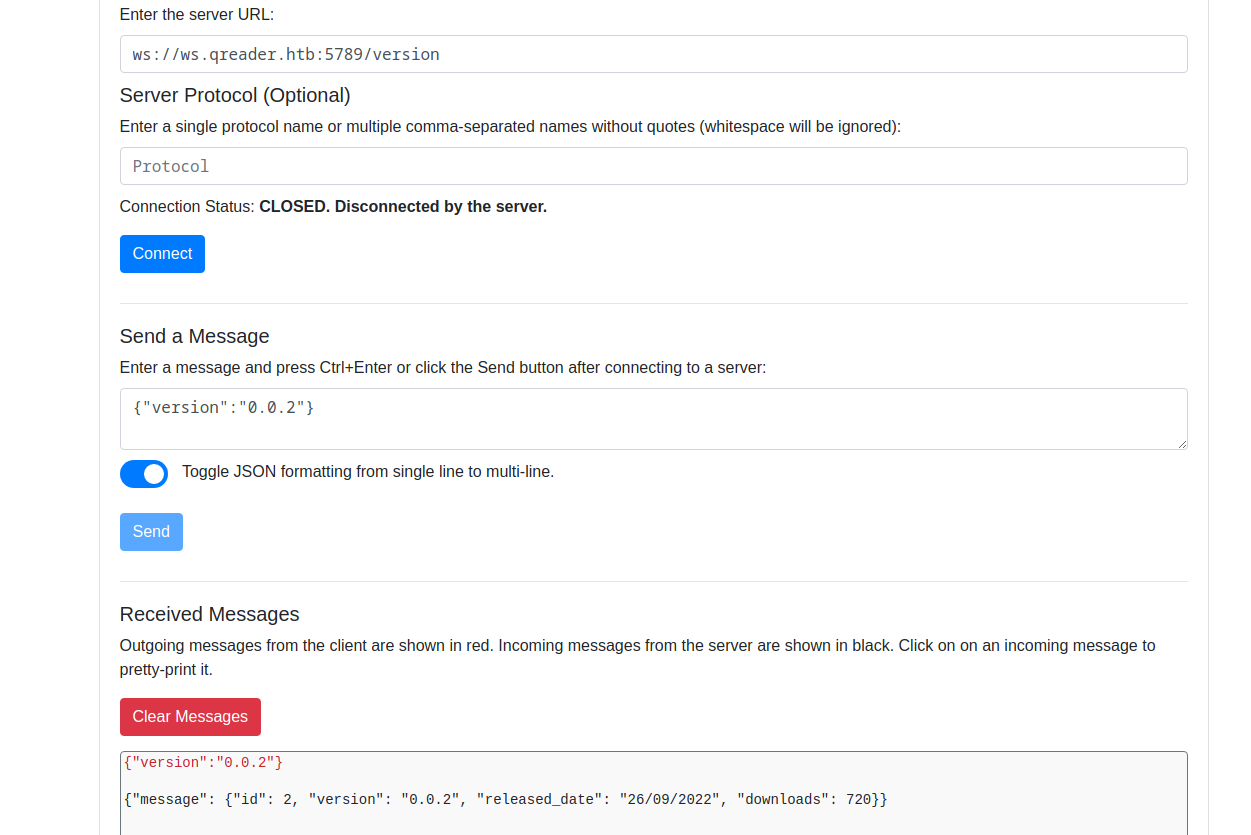 Enter the server URL:
ws://ws.qreader.htb:5789/version
Server Protocol (Optional)
Enter a single protocol name or multiple comma-separated names without quotes (whitespace will be ignored):
Protocol
Connection Status: CLOSED. Disconnected by the server.
Connect
Send a Message
Enter a message and press Ctrl+Enter or click the Send button after connecting to a server:
{"version":"0.0.2"}
Toggle JSON formatting from single line to multi-line.
Send
Received Messages
Outgoing messages from the client are shown in red. Incoming messages from the server are shown in black. Click on on an incoming message to
pretty-print it.
Clear Messages
{"version":"0.0.2"}
{"message": {"id": 2, "version": "0.0.2", "released_date": "26/09/2022", "downloads": 720}}